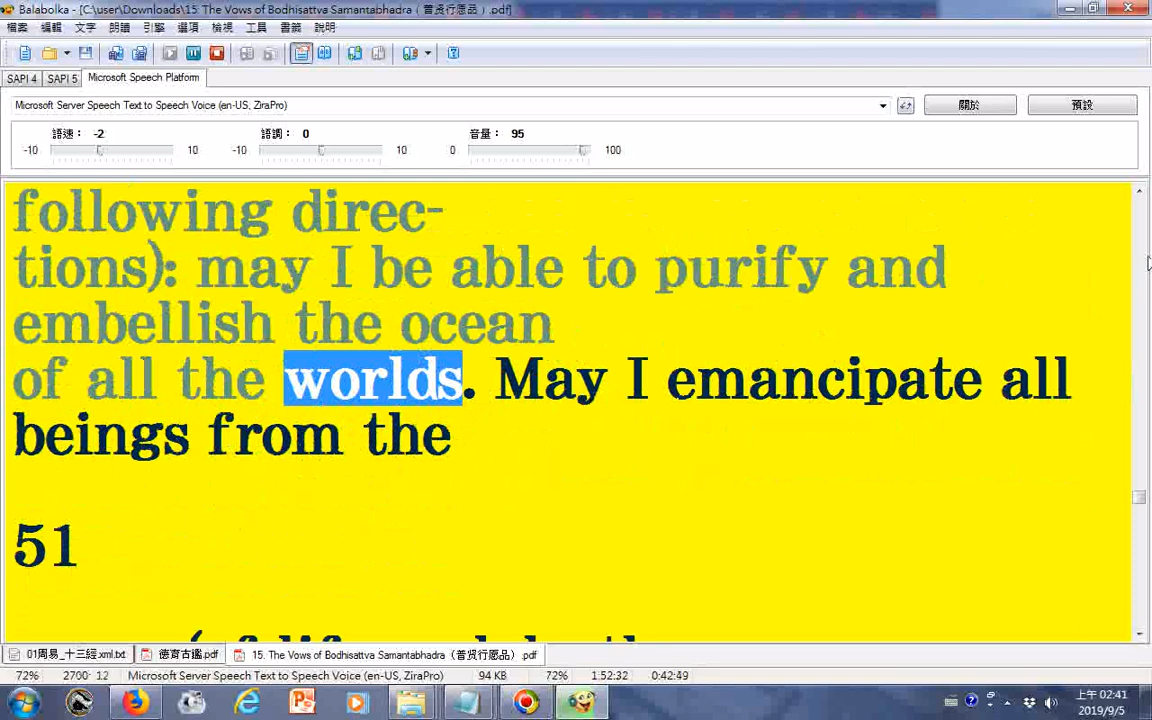 Balabolka - [C:\user\Downloads\15. The Vows of Bodhisattva Samantabhadra（普贤行愿品）.pdf]
檔案 編輯 文字 朗讀 引擎 選項 檢視 工具 書籤 說明
SAPI 4 SAPI 5 Microsoft Speech Platform
Microsoft Server Speech Text to Speech Voice (en-US, ZiraPro) 關於 預設
語速： -2 語調： 0 音量： 95
-10 10 -10 10 0 100
following direc-
tions): may I be able to purify and
embellish the ocean
of all the worlds. May I emancipate all
beings from the
51
01周易_十三經.xml.txt 德育古鑑.pdf 15. The Vows of Bodhisattva Samantabhadra（普贤行愿品）.pdf
72% 2700: 12 Microsoft Server Speech Text to Speech Voice (en-US, ZiraPro) 94 KB 72% 1:52:32 0:42:49
上午 02:41
2019/9/5